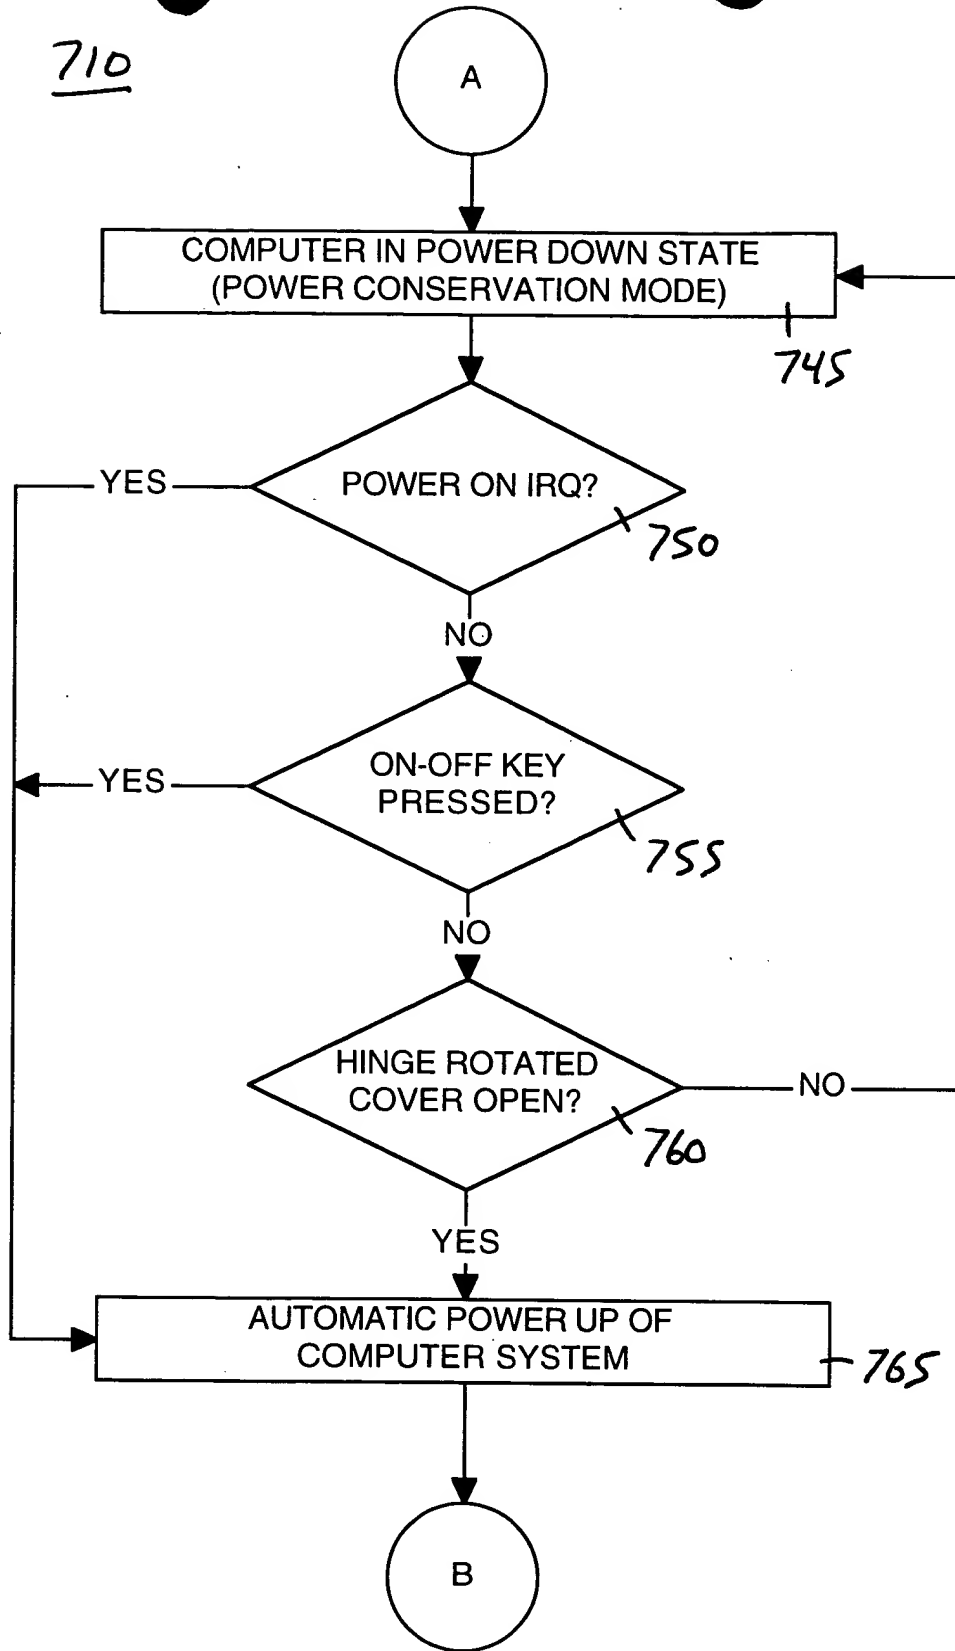 710
A
COMPUTER IN POWER DOWN STATE
(POWER CONSERVATION MODE)
745
YES
POWER ON IRQ?
750
NO
YES
ON-OFF KEY
PRESSED?
755
NO
HINGE ROTATED
COVER OPEN?
NO
760
YES
AUTOMATIC POWER UP OF
COMPUTER SYSTEM
765
B